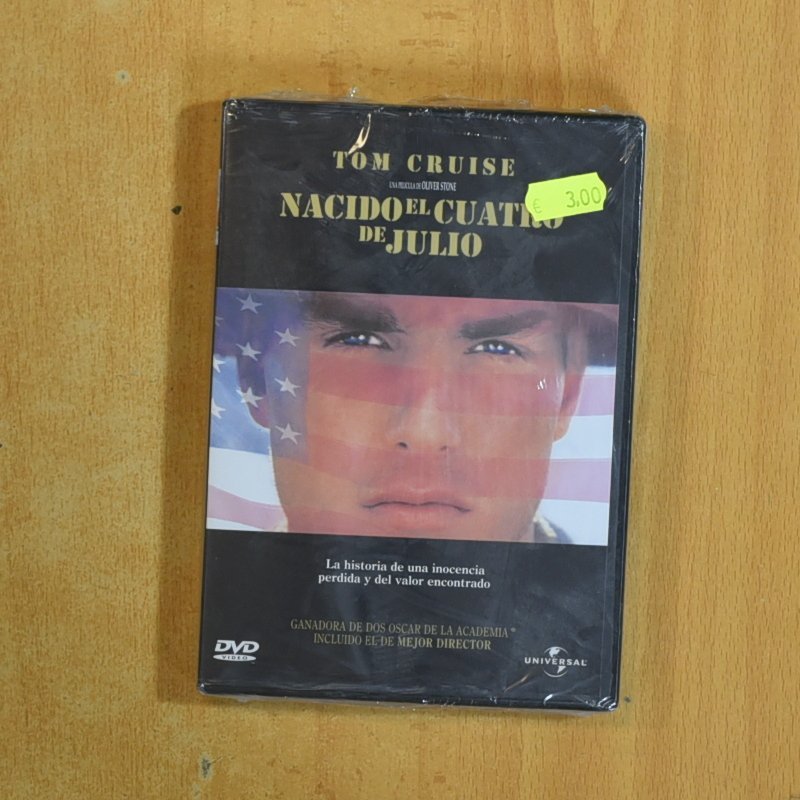 TOM CRUISE
UNA PELICULA DE OLIVER STONE
€ 3,00
NACIDO EL CUATRO
DE JULIO
La historia de una inocencia
perdida y del valor encontrado
GANADORA DE DOS OSCAR DE LA ACADEMIA®
INCLUIDO EL DE MEJOR DIRECTOR
DVD
VIDEO
UNIVERSAL